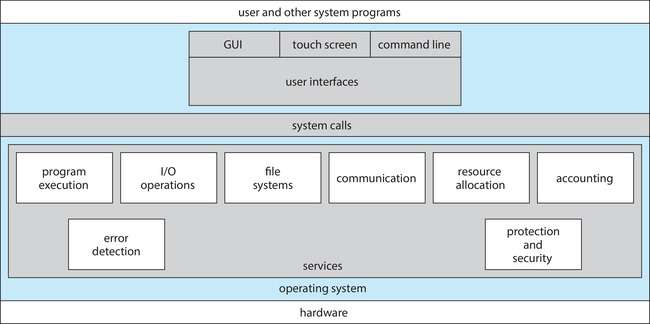 user and other system programs
GUI
touch screen
command line
user interfaces
system calls
program
execution
I/O
operations
file
systems
communication
resource
allocation
accounting
error
detection
protection
and
security
services
operating system
hardware